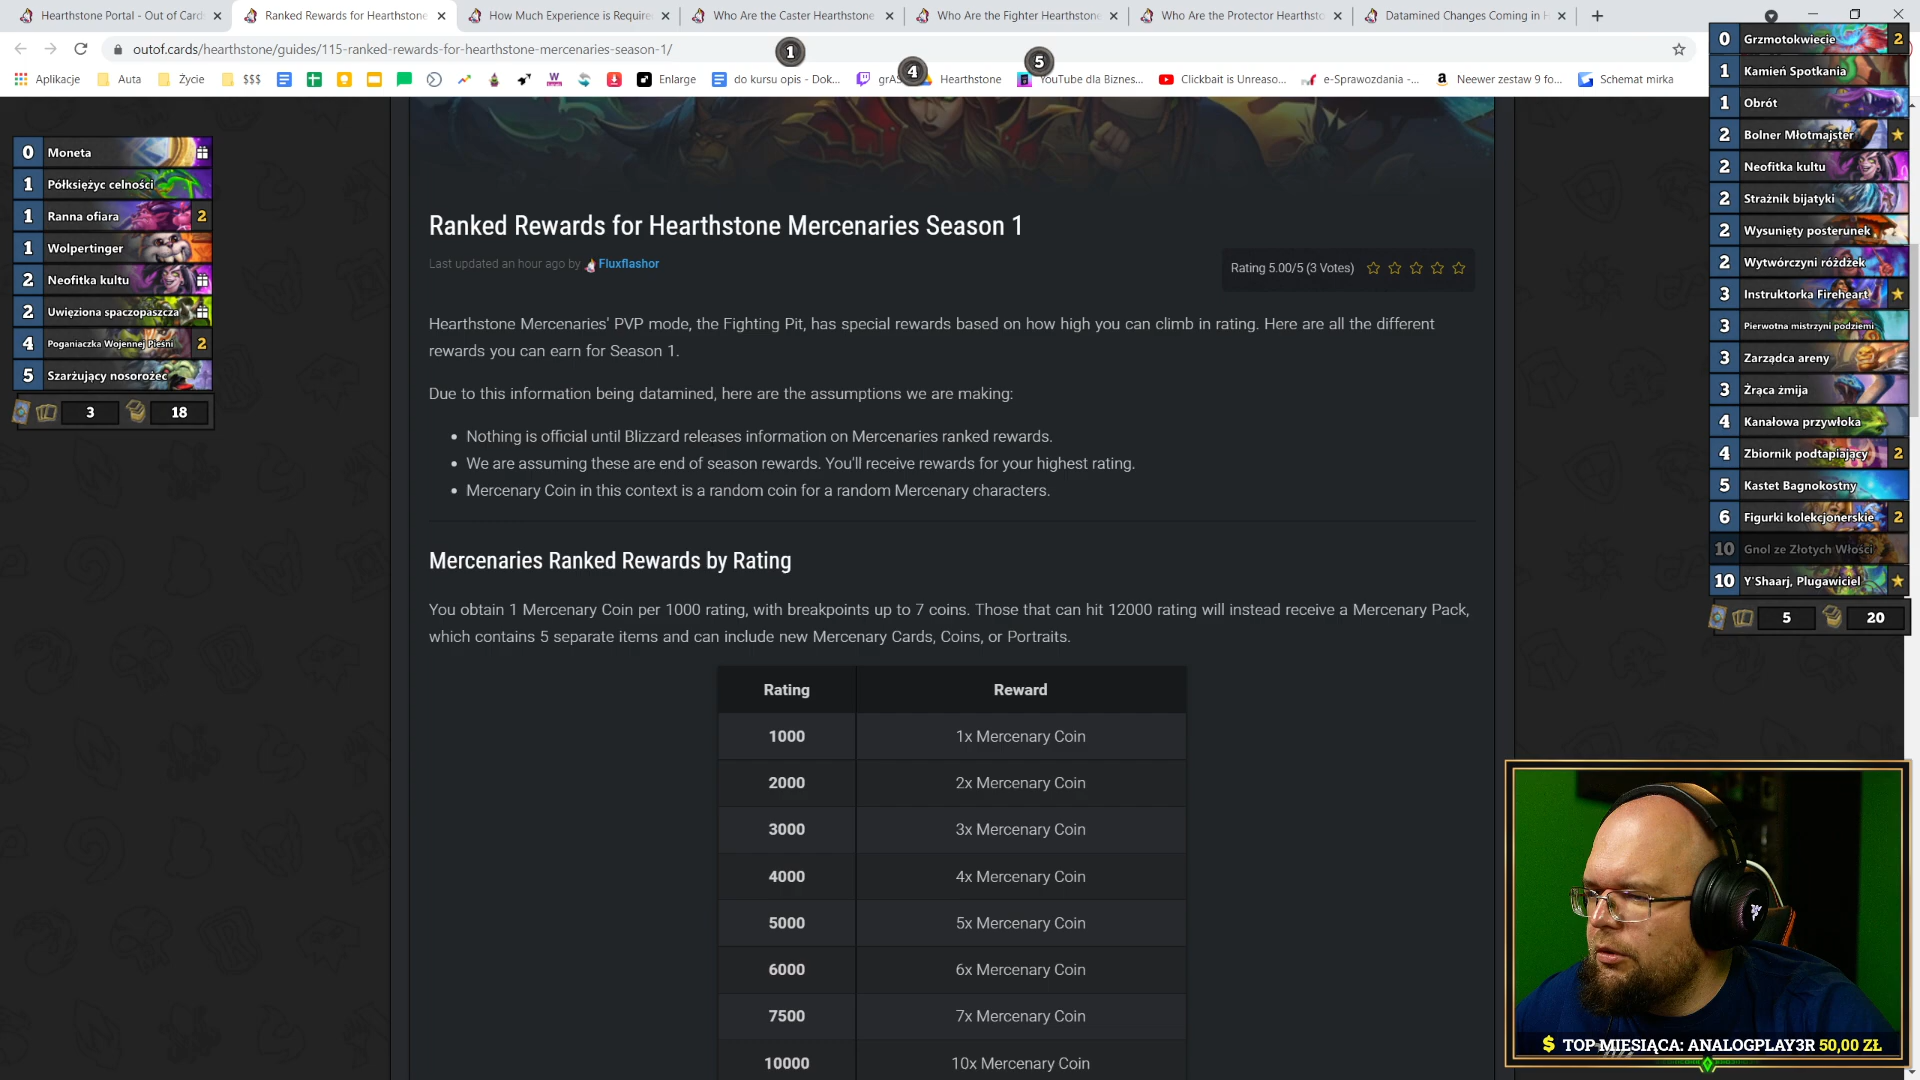 Hearthstone Portal - Out of Card
Ranked Rewards for Hearthstone
How Much Experience is Require
Who Are the Caster Hearthstone
Who Are the Fighter Hearthstone
Who Are the Protector Hearthsto
Datamined Changes Coming in H
outof.cards/hearthstone/guides/115-ranked-rewards-for-hearthstone-mercenaries-season-1/
1
4
5
Aplikacje
Auta
Życie
$$$
Enlarge
do kursu opis - Dok...
Hearthstone
YouTube dla Biznes...
Clickbait is Unreaso...
e-Sprawozdania -...
Neewer zestaw 9 fo...
Schemat mirka
0 Moneta
1 Półksiężyc celności
1 Ranna ofiara 2
1 Wolpertinger
2 Neofitka kultu
2 Uwięziona spaczopaszcza
4 Poganiaczka Wojennej Pieśni 2
5 Szarżujący nosorożec
3 18
Ranked Rewards for Hearthstone Mercenaries Season 1
Last updated an hour ago by Fluxflashor
Rating 5.00/5 (3 Votes)
Hearthstone Mercenaries' PVP mode, the Fighting Pit, has special rewards based on how high you can climb in rating. Here are all the different
rewards you can earn for Season 1.
Due to this information being datamined, here are the assumptions we are making:
• Nothing is official until Blizzard releases information on Mercenaries ranked rewards.
• We are assuming these are end of season rewards. You'll receive rewards for your highest rating.
• Mercenary Coin in this context is a random coin for a random Mercenary characters.
Mercenaries Ranked Rewards by Rating
You obtain 1 Mercenary Coin per 1000 rating, with breakpoints up to 7 coins. Those that can hit 12000 rating will instead receive a Mercenary Pack,
which contains 5 separate items and can include new Mercenary Cards, Coins, or Portraits.
Rating Reward
1000 1x Mercenary Coin
2000 2x Mercenary Coin
3000 3x Mercenary Coin
4000 4x Mercenary Coin
5000 5x Mercenary Coin
6000 6x Mercenary Coin
7500 7x Mercenary Coin
10000 10x Mercenary Coin
0 Grzmotokwiecie 2
1 Kamień Spotkania
1 Obrót
2 Bolner Młotmajster
2 Neofitka kultu
2 Strażnik bijatyki
2 Wysunięty posterunek
2 Wytwórczyni różdżek
3 Instruktorka Fireheart
3 Pierwotna mistrzyni podziemi
3 Zarządca areny
3 Żrąca żmija
4 Kanałowa przywłoka
4 Zbiornik podtapiający 2
5 Kastet Bagnokostny
6 Figurki kolekcjonerskie 2
10 Gnol ze Złotych Włości
10 Y'Shaarj, Plugawiciel
5 20
$ TOP MIESIĄCA: ANALOGPLAY3R 50,00 ZŁ